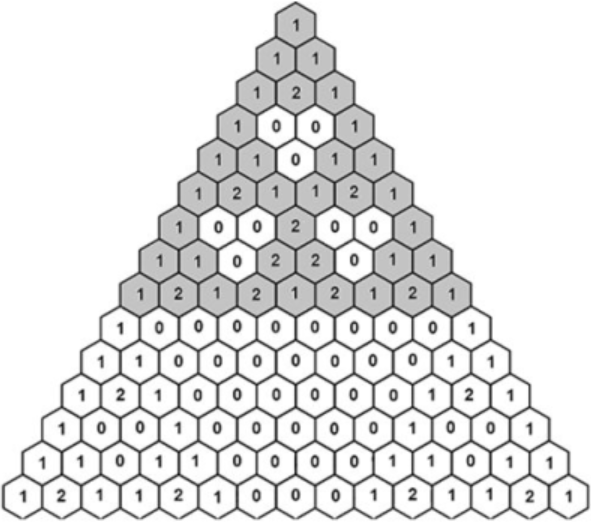 1
1 1
1 2 1
1 0 0 1
1 1 0 1 1
1 2 1 1 2 1
1 0 0 2 0 0 1
1 1 0 2 2 0 1 1
1 2 1 2 1 2 1 2 1
1 0 0 0 0 0 0 0 0 1
1 1 0 0 0 0 0 0 0 1 1
1 2 1 0 0 0 0 0 0 1 2 1
1 0 0 1 0 0 0 0 0 1 0 0 1
1 1 0 1 1 0 0 0 0 1 1 0 1 1
1 2 1 1 2 1 0 0 0 1 2 1 1 2 1